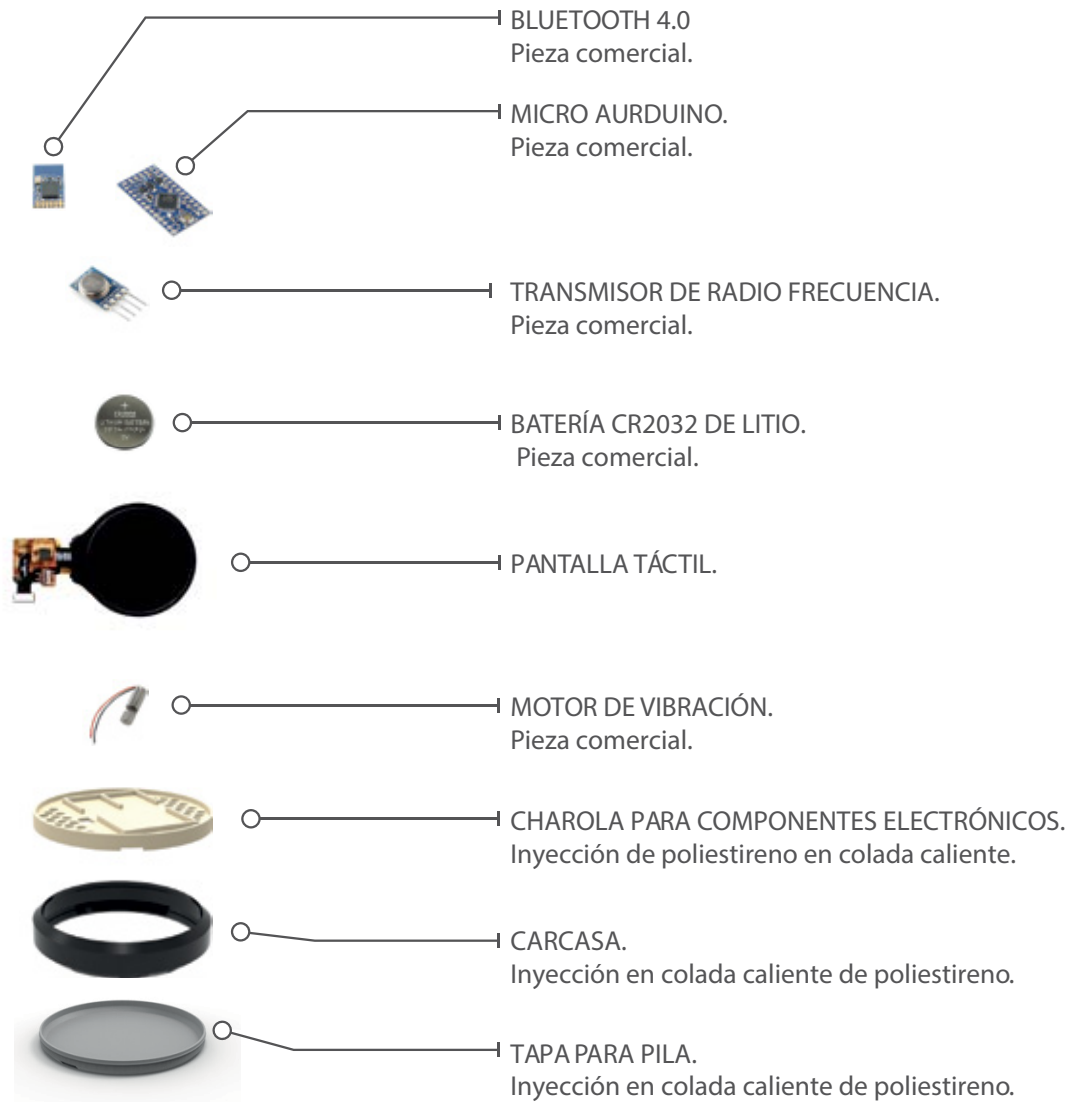 BLUETOOTH 4.0
Pieza comercial.
MICRO AURDUINO.
Pieza comercial.
TRANSMISOR DE RADIO FRECUENCIA.
Pieza comercial.
BATERÍA CR2032 DE LITIO.
Pieza comercial.
PANTALLA TÁCTIL.
MOTOR DE VIBRACIÓN.
Pieza comercial.
CHAROLA PARA COMPONENTES ELECTRÓNICOS.
Inyección de poliestireno en colada caliente.
CARCASA.
Inyección en colada caliente de poliestireno.
TAPA PARA PILA.
Inyección en colada caliente de poliestireno.